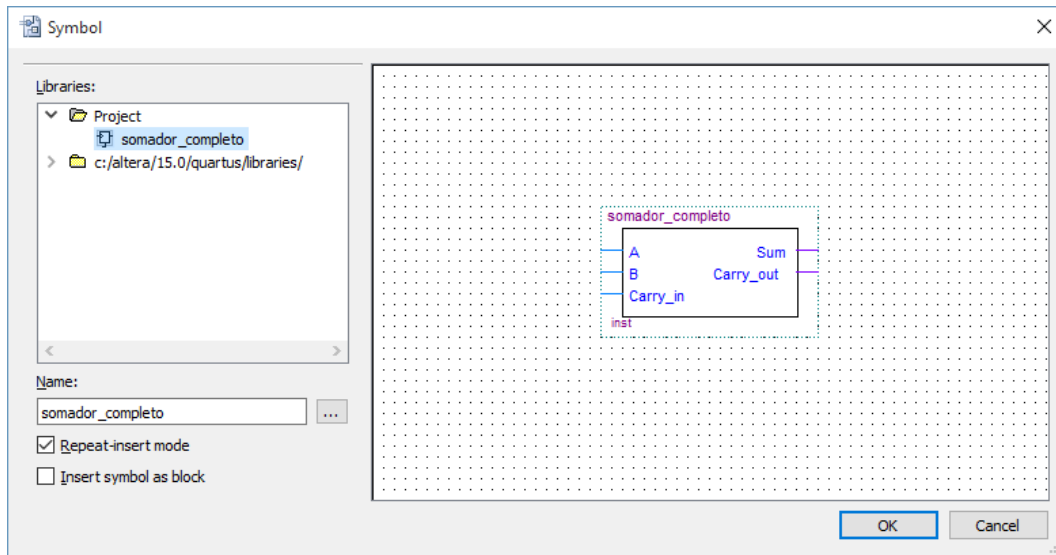 Symbol
Libraries:
Project
somador_completo
c:/altera/15.0/quartus/libraries/
Name:
somador_completo
...
Repeat-insert mode
Insert symbol as block
somador_completo
A Sum
B Carry_out
Carry_in
inst
OK Cancel